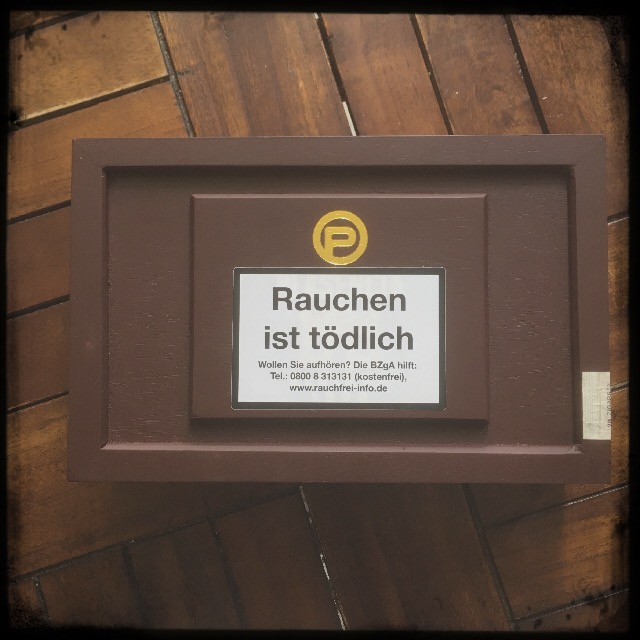 P
Rauchen
ist tödlich
Wollen Sie aufhören? Die BZgA hilft:
Tel.: 0800 8 313131 (kostenfrei),
www.rauchfrei-info.de